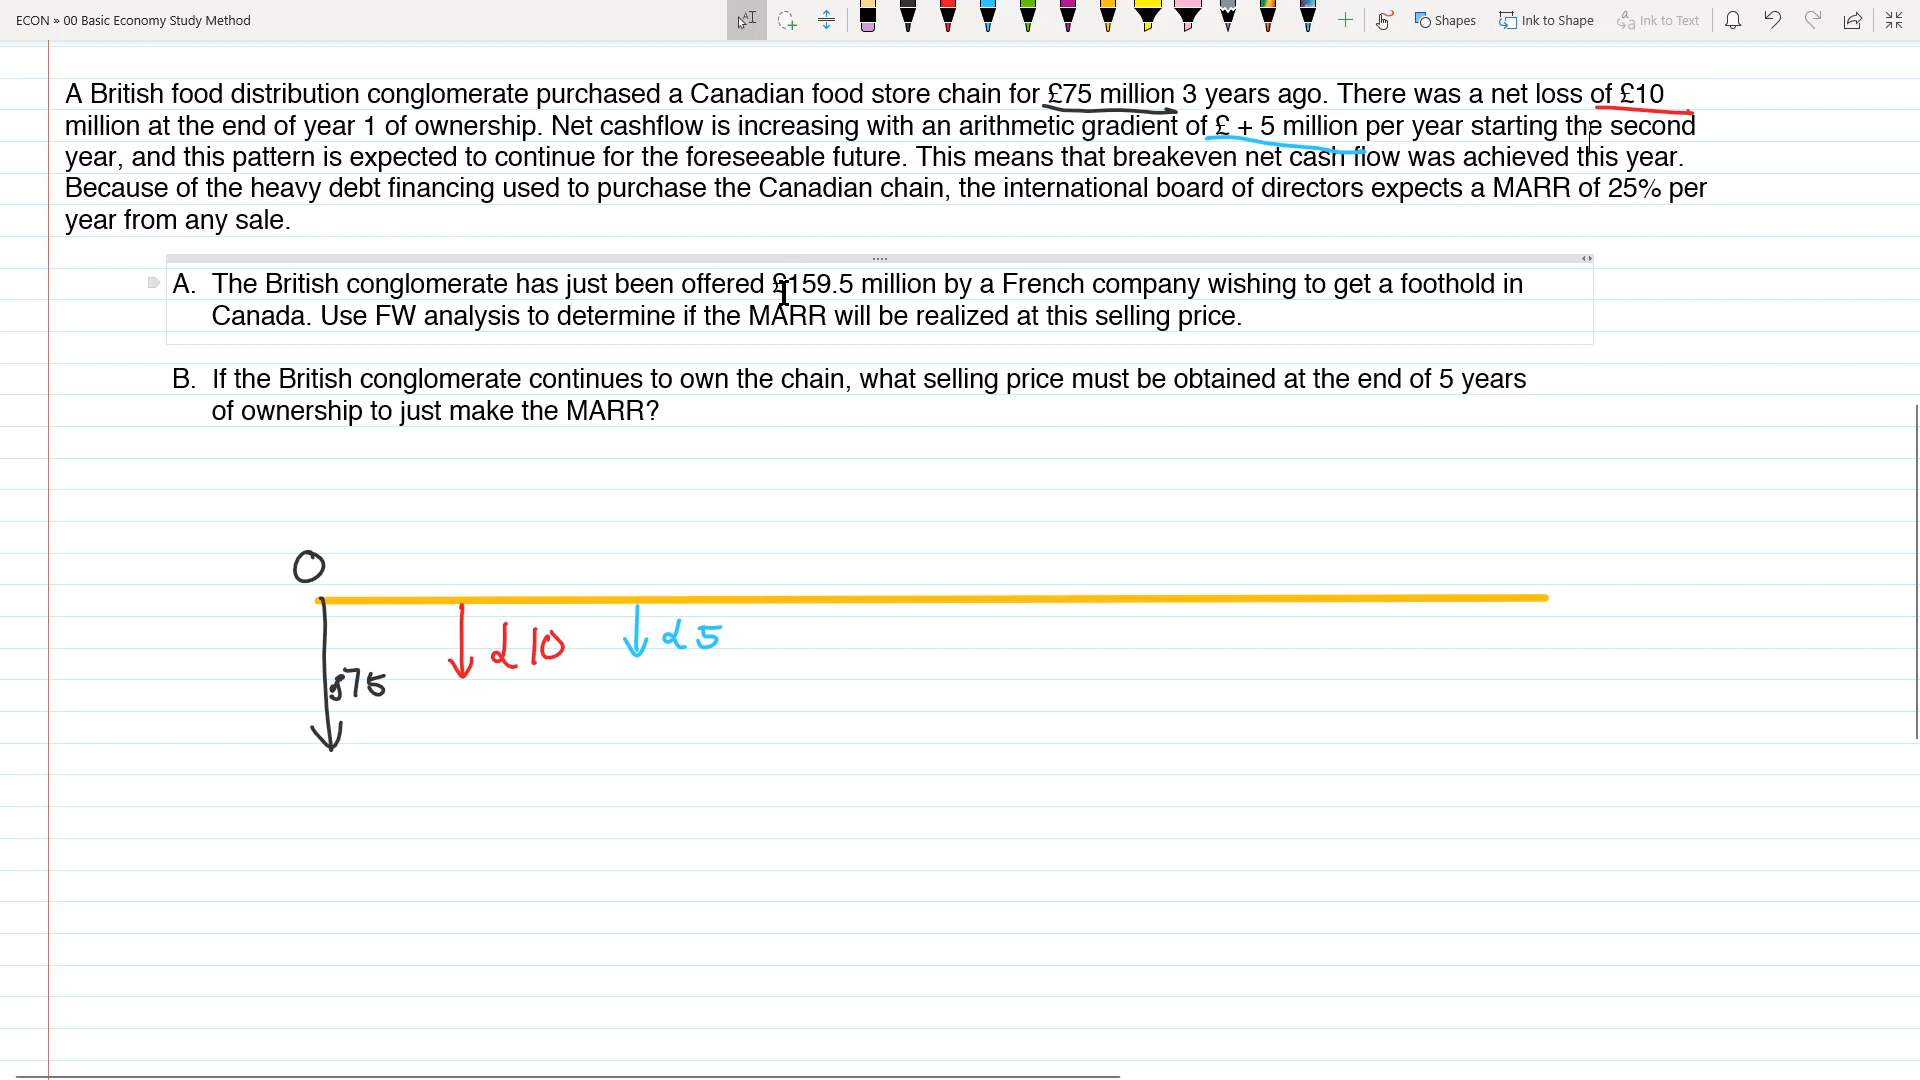 ECON » 00 Basic Economy Study Method
Shapes
Ink to Shape
Ink to Text
A British food distribution conglomerate purchased a Canadian food store chain for £75 million 3 years ago. There was a net loss of £10
million at the end of year 1 of ownership. Net cashflow is increasing with an arithmetic gradient of £ + 5 million per year starting the second
year, and this pattern is expected to continue for the foreseeable future. This means that breakeven net cash flow was achieved this year.
Because of the heavy debt financing used to purchase the Canadian chain, the international board of directors expects a MARR of 25% per
year from any sale.
A. The British conglomerate has just been offered £159.5 million by a French company wishing to get a foothold in
Canada. Use FW analysis to determine if the MARR will be realized at this selling price.
B. If the British conglomerate continues to own the chain, what selling price must be obtained at the end of 5 years
of ownership to just make the MARR?
0
£10
£5
£75